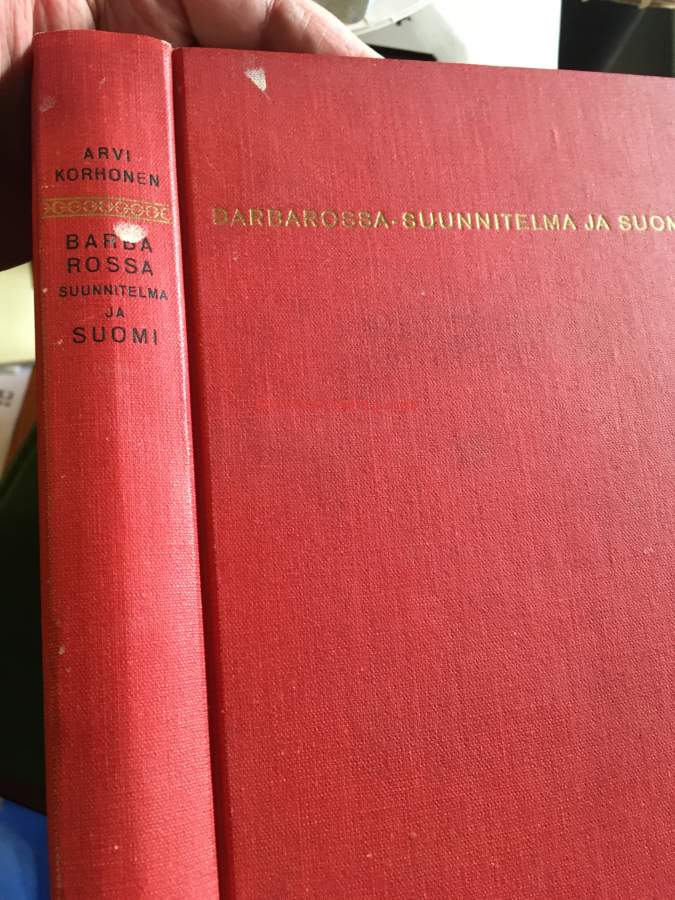 ARVI
KORHONEN
BARBA
ROSSA
SUUNNITELMA
JA
SUOMI
BARBAROSSA-SUUNNITELMA JA SUOM